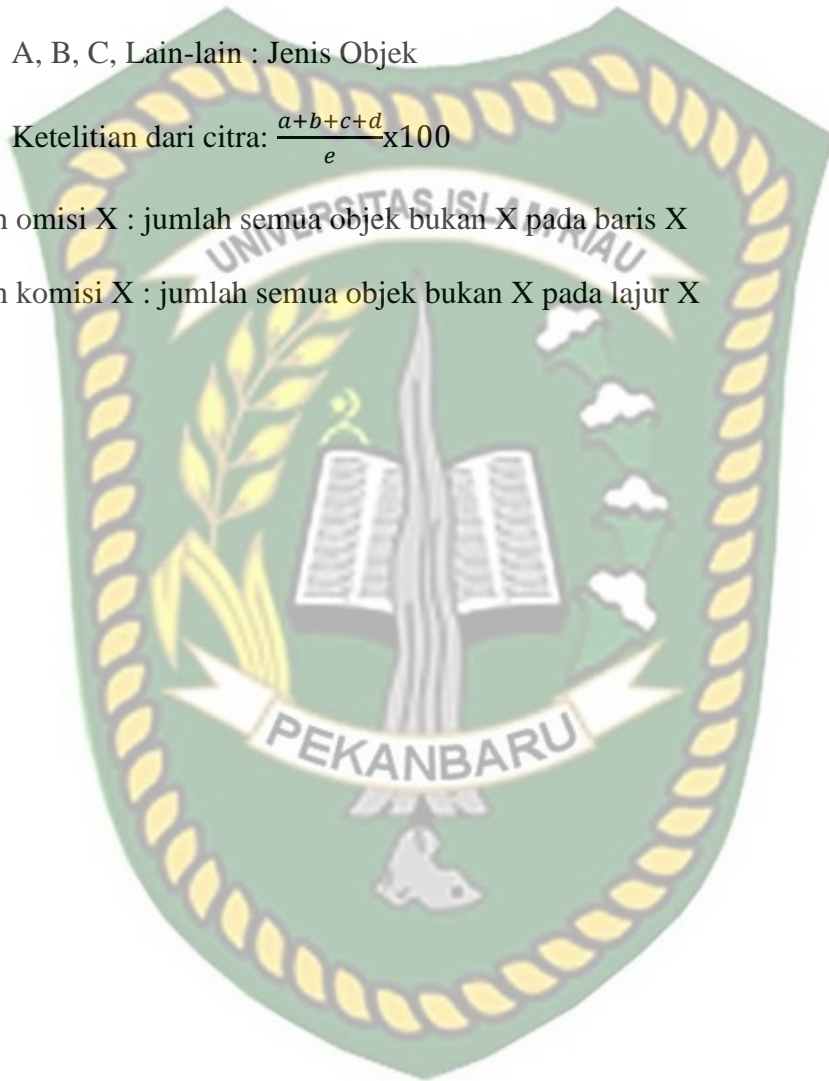 A, B, C, Lain-lain : Jenis Objek
Ketelitian dari citra: \frac{a+b+c+d}{e}x100
omisi X : jumlah semua objek bukan X pada baris X
komisi X : jumlah semua objek bukan X pada lajur X
UNIVERSITAS ISLAM RIAU
PEKANBARU